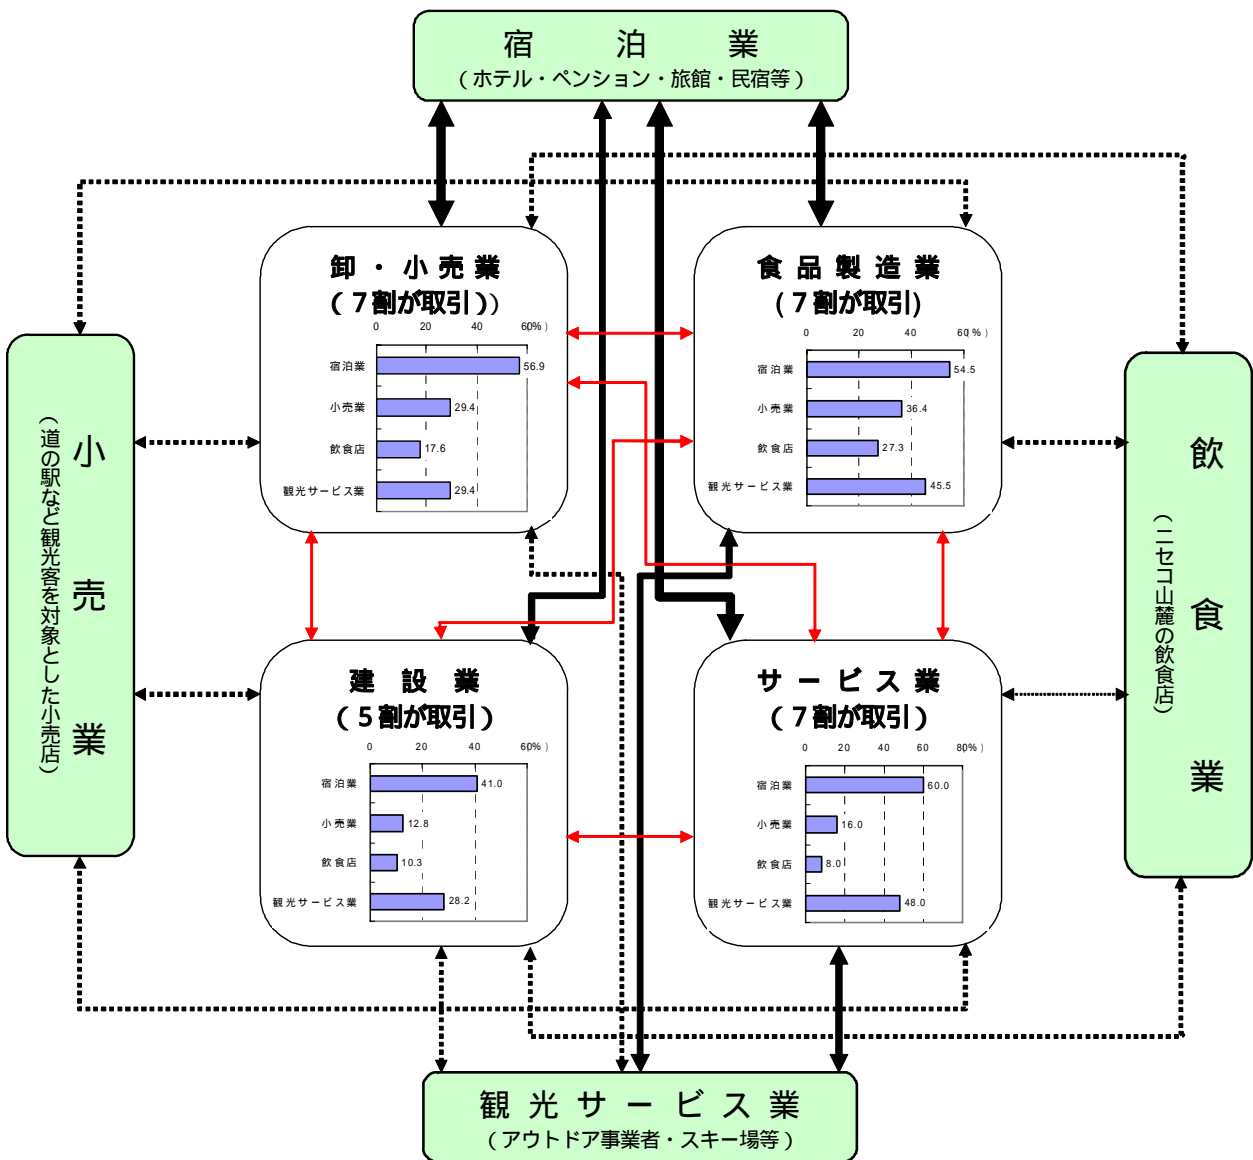 宿泊業
(ホテル・ペンション・旅館・民宿等)
卸・小売業
(7割が取引))
0 20 40 60%)
宿泊業 56.9
小売業 29.4
飲食店 17.6
観光サービス業 29.4
食品製造業
(7割が取引)
0 20 40 60(%)
宿泊業 54.5
小売業 36.4
飲食店 27.3
観光サービス業 45.5
小売業
(道の駅など観光客を対象とした小売店)
飲食業
(ニセコ山麓の飲食店)
建設業
(5割が取引)
0 20 40 60%)
宿泊業 41.0
小売業 12.8
飲食店 10.3
観光サービス業 28.2
サービス業
(7割が取引)
0 20 40 60 80%)
宿泊業 60.0
小売業 16.0
飲食店 8.0
観光サービス業 48.0
観光サービス業
(アウトドア事業者・スキー場等)